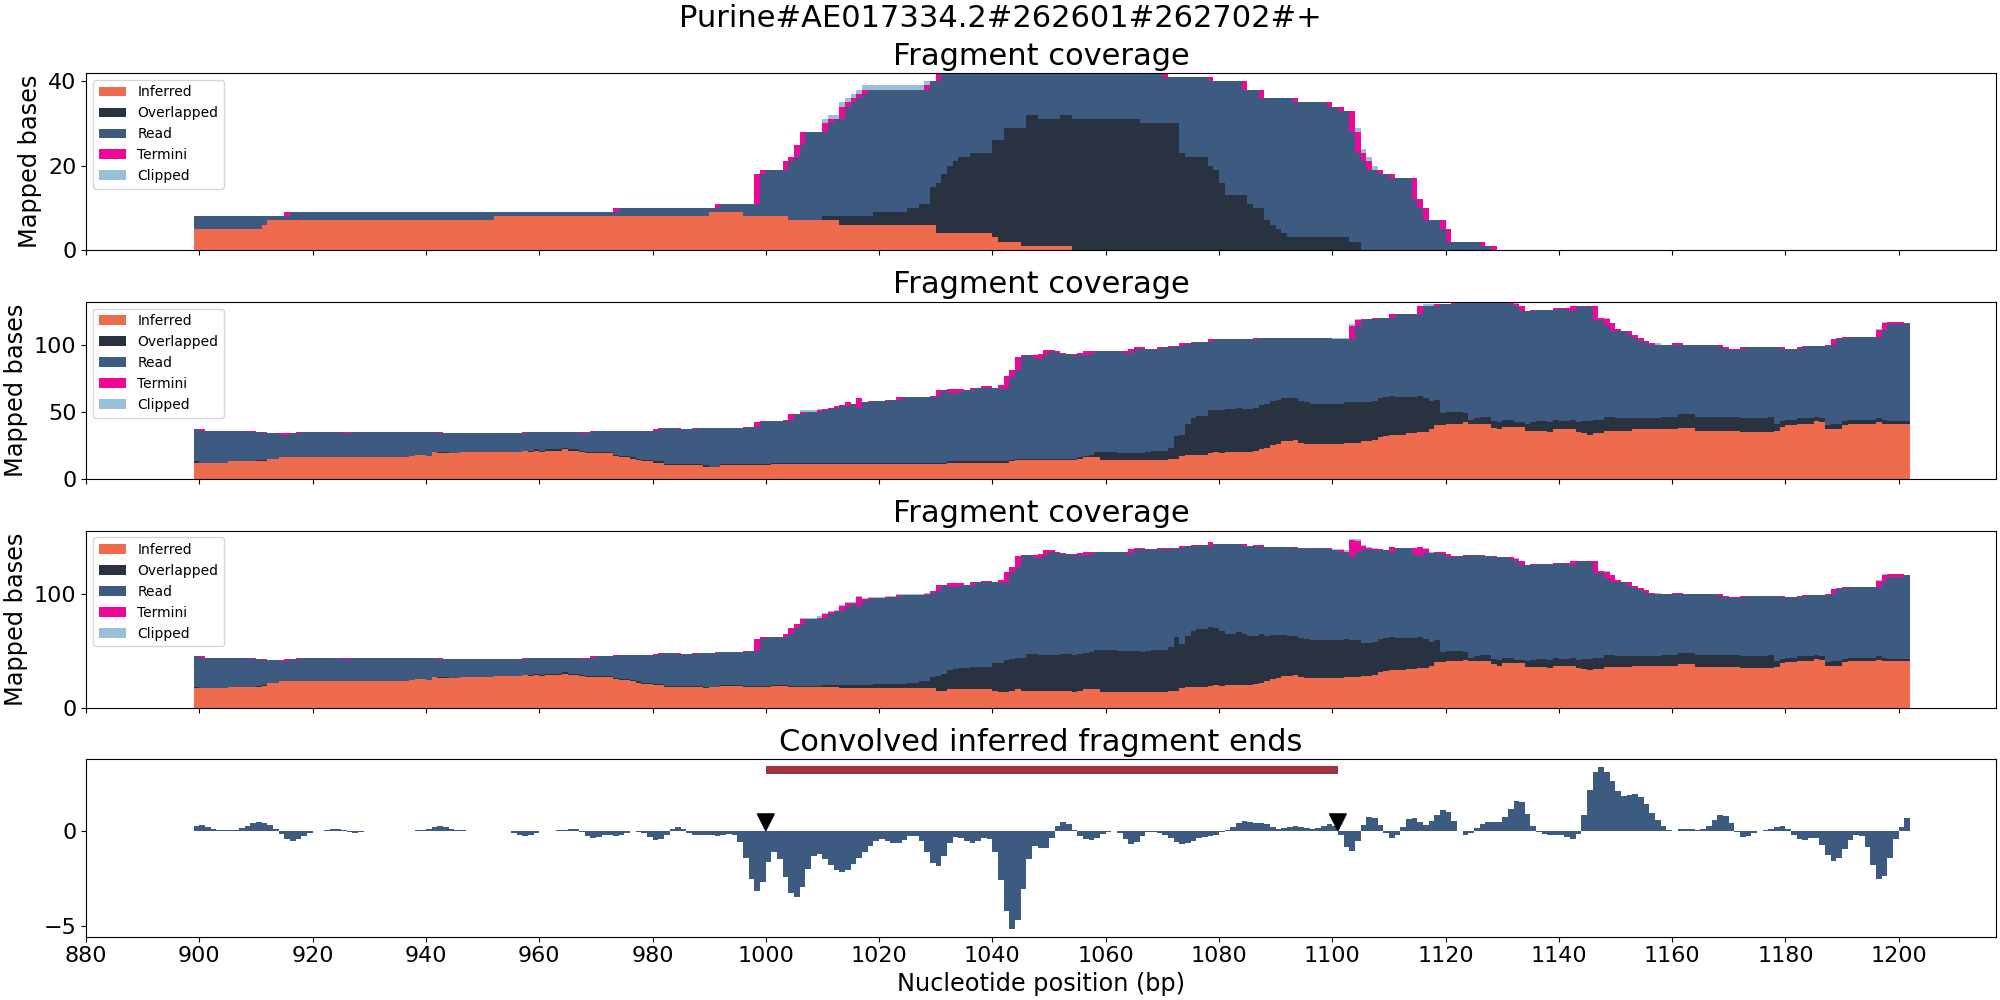 Purine#AE017334.2#262601#262702#+
Fragment coverage
Mapped bases
40
20
0
Inferred
Overlapped
Read
Termini
Clipped
Fragment coverage
Mapped bases
100
50
0
Inferred
Overlapped
Read
Termini
Clipped
Fragment coverage
Mapped bases
100
0
Inferred
Overlapped
Read
Termini
Clipped
Convolved inferred fragment ends
0
−5
880 900 920 940 960 980 1000 1020 1040 1060 1080 1100 1120 1140 1160 1180 1200
Nucleotide position (bp)